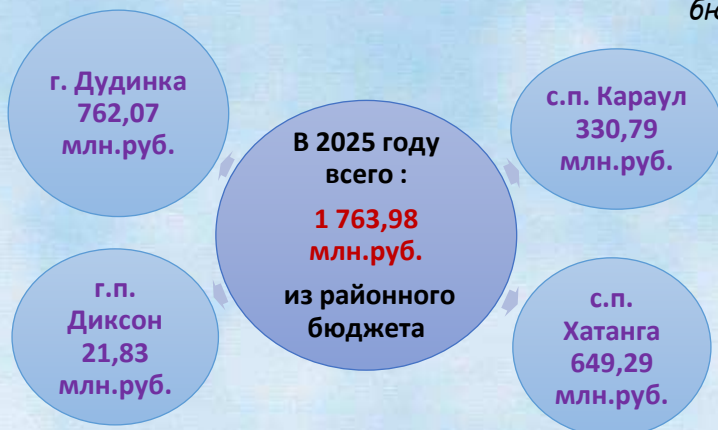 бю
г. Дудинка
762,07
млн.руб.
с.п. Караул
330,79
млн.руб.
В 2025 году
всего :
1 763,98
млн.руб.
из районного
бюджета
г.п.
Диксон
21,83
млн.руб.
с.п.
Хатанга
649,29
млн.руб.